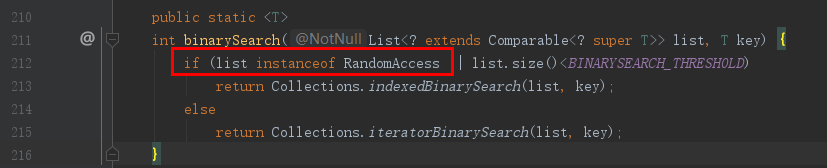 210 public static <T>
211 @ int binarySearch( @NotNull List<? extends Comparable<? super T>> list, T key) {
212 if (list instanceof RandomAccess | list.size()<BINARYSEARCH_THRESHOLD)
213 return Collections.indexedBinarySearch(list, key);
214 else
215 return Collections.iteratorBinarySearch(list, key);
216 }